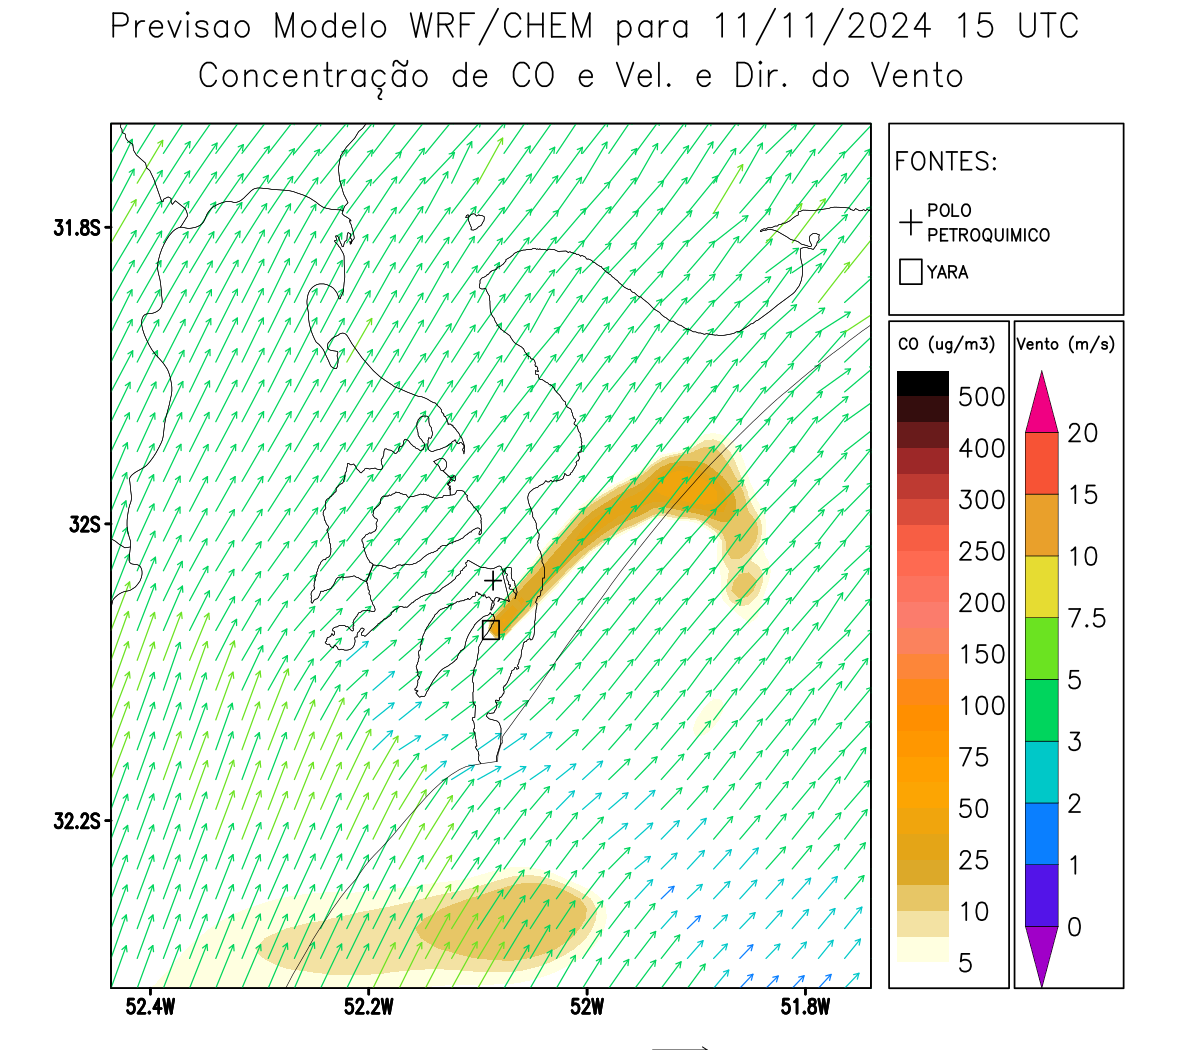 Previsao Modelo WRF/CHEM para 11/11/2024 15 UTC
Concentração de CO e Vel. e Dir. do Vento
FONTES:
POLO
PETROQUIMICO
YARA
CO (ug/m3)
500
400
300
250
200
150
100
75
50
25
10
5
Vento (m/s)
20
15
10
7.5
5
3
2
1
0
31.8S
32S
32.2S
52.4W
52.2W
52W
51.8W